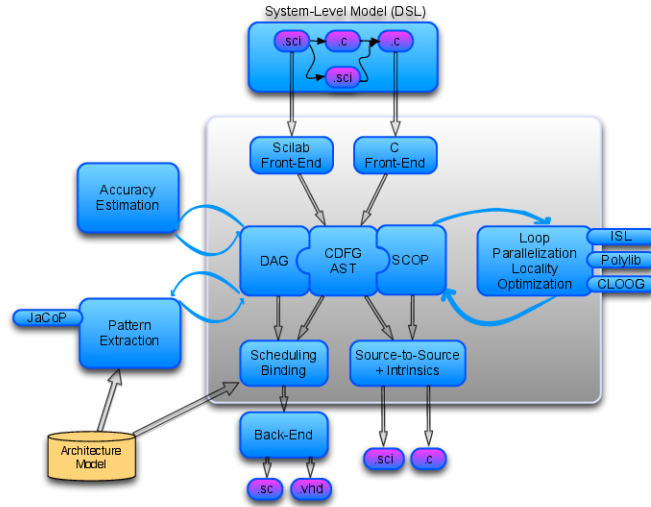 System-Level Model (DSL)
.sci
.c
.c
.sci
Scilab
Front-End
C
Front-End
Accuracy
Estimation
DAG
CDFG
AST
SCOP
Loop
Parallelization
Locality
Optimization
ISL
Polylib
CLOOG
JaCoP
Pattern
Extraction
Scheduling
Binding
Source-to-Source
+ Intrinsics
Architecture
Model
Back-End
.sci
.c
.sc
.vhd